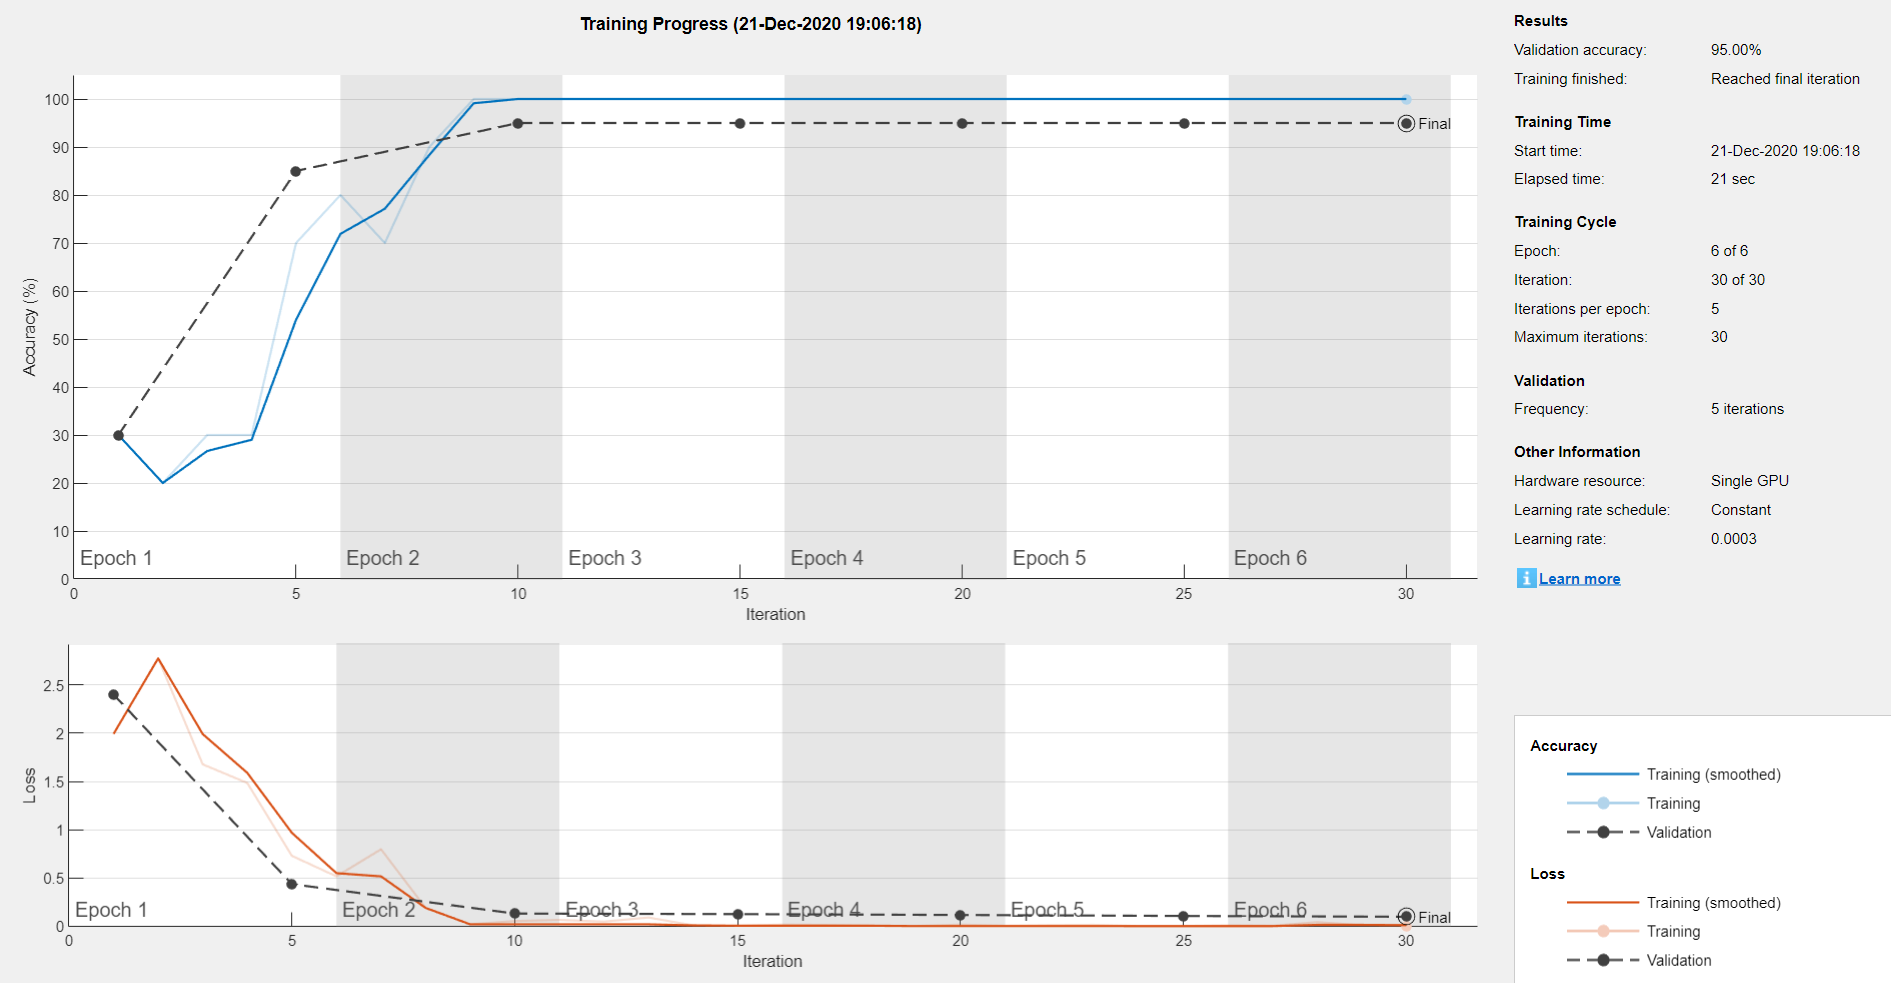 Training Progress (21-Dec-2020 19:06:18)
100
90
80
70
60
50
40
30
20
10
0
Accuracy (%)
Epoch 1
Epoch 2
Epoch 3
Epoch 4
Epoch 5
Epoch 6
Final
0
5
10
15
20
25
30
Iteration
2.5
2
1.5
1
0.5
0
Loss
Epoch 1
Epoch 2
Epoch 3
Epoch 4
Epoch 5
Epoch 6
Final
0
5
10
15
20
25
30
Iteration
Results
Validation accuracy: 95.00%
Training finished: Reached final iteration
Training Time
Start time: 21-Dec-2020 19:06:18
Elapsed time: 21 sec
Training Cycle
Epoch: 6 of 6
Iteration: 30 of 30
Iterations per epoch: 5
Maximum iterations: 30
Validation
Frequency: 5 iterations
Other Information
Hardware resource: Single GPU
Learning rate schedule: Constant
Learning rate: 0.0003
i Learn more
Accuracy
Training (smoothed)
Training
Validation
Loss
Training (smoothed)
Training
Validation